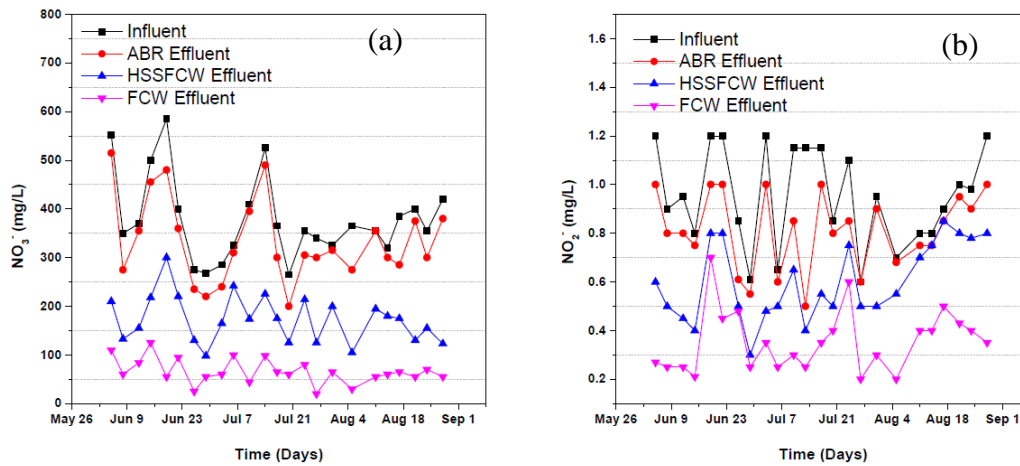 (a)
Influent
ABR Effluent
HSSFCW Effluent
FCW Effluent
NO₃⁻ (mg/L)
800
700
600
500
400
300
200
100
0
May 26
Jun 9
Jun 23
Jul 7
Jul 21
Aug 4
Aug 18
Sep 1
Time (Days)
(b)
Influent
ABR Effluent
HSSFCW Effluent
FCW Effluent
NO₂⁻ (mg/L)
1.6
1.4
1.2
1.0
0.8
0.6
0.4
0.2
May 26
Jun 9
Jun 23
Jul 7
Jul 21
Aug 4
Aug 18
Sep 1
Time (Days)